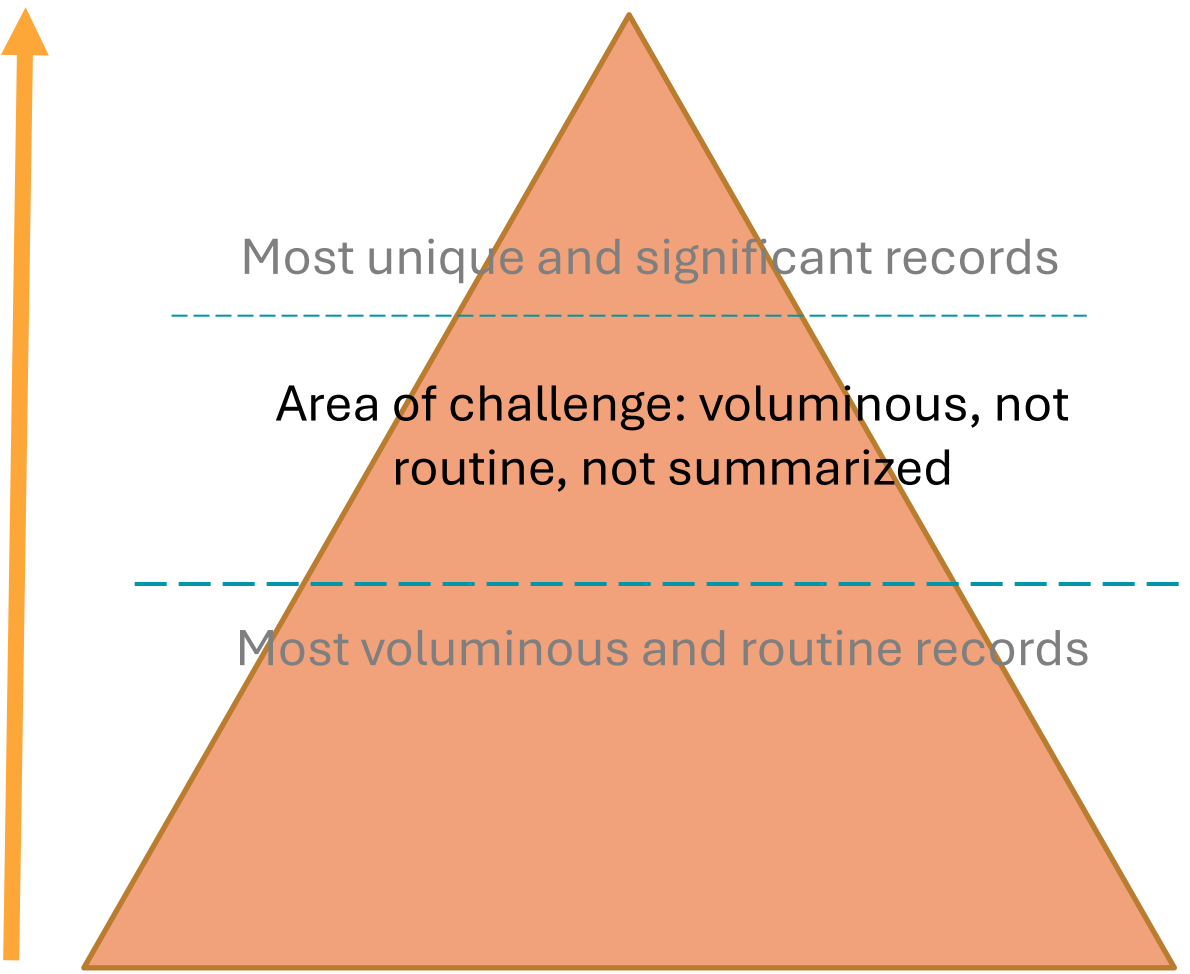 Most unique and significant records
Area of challenge: voluminous, not
routine, not summarized
Most voluminous and routine records